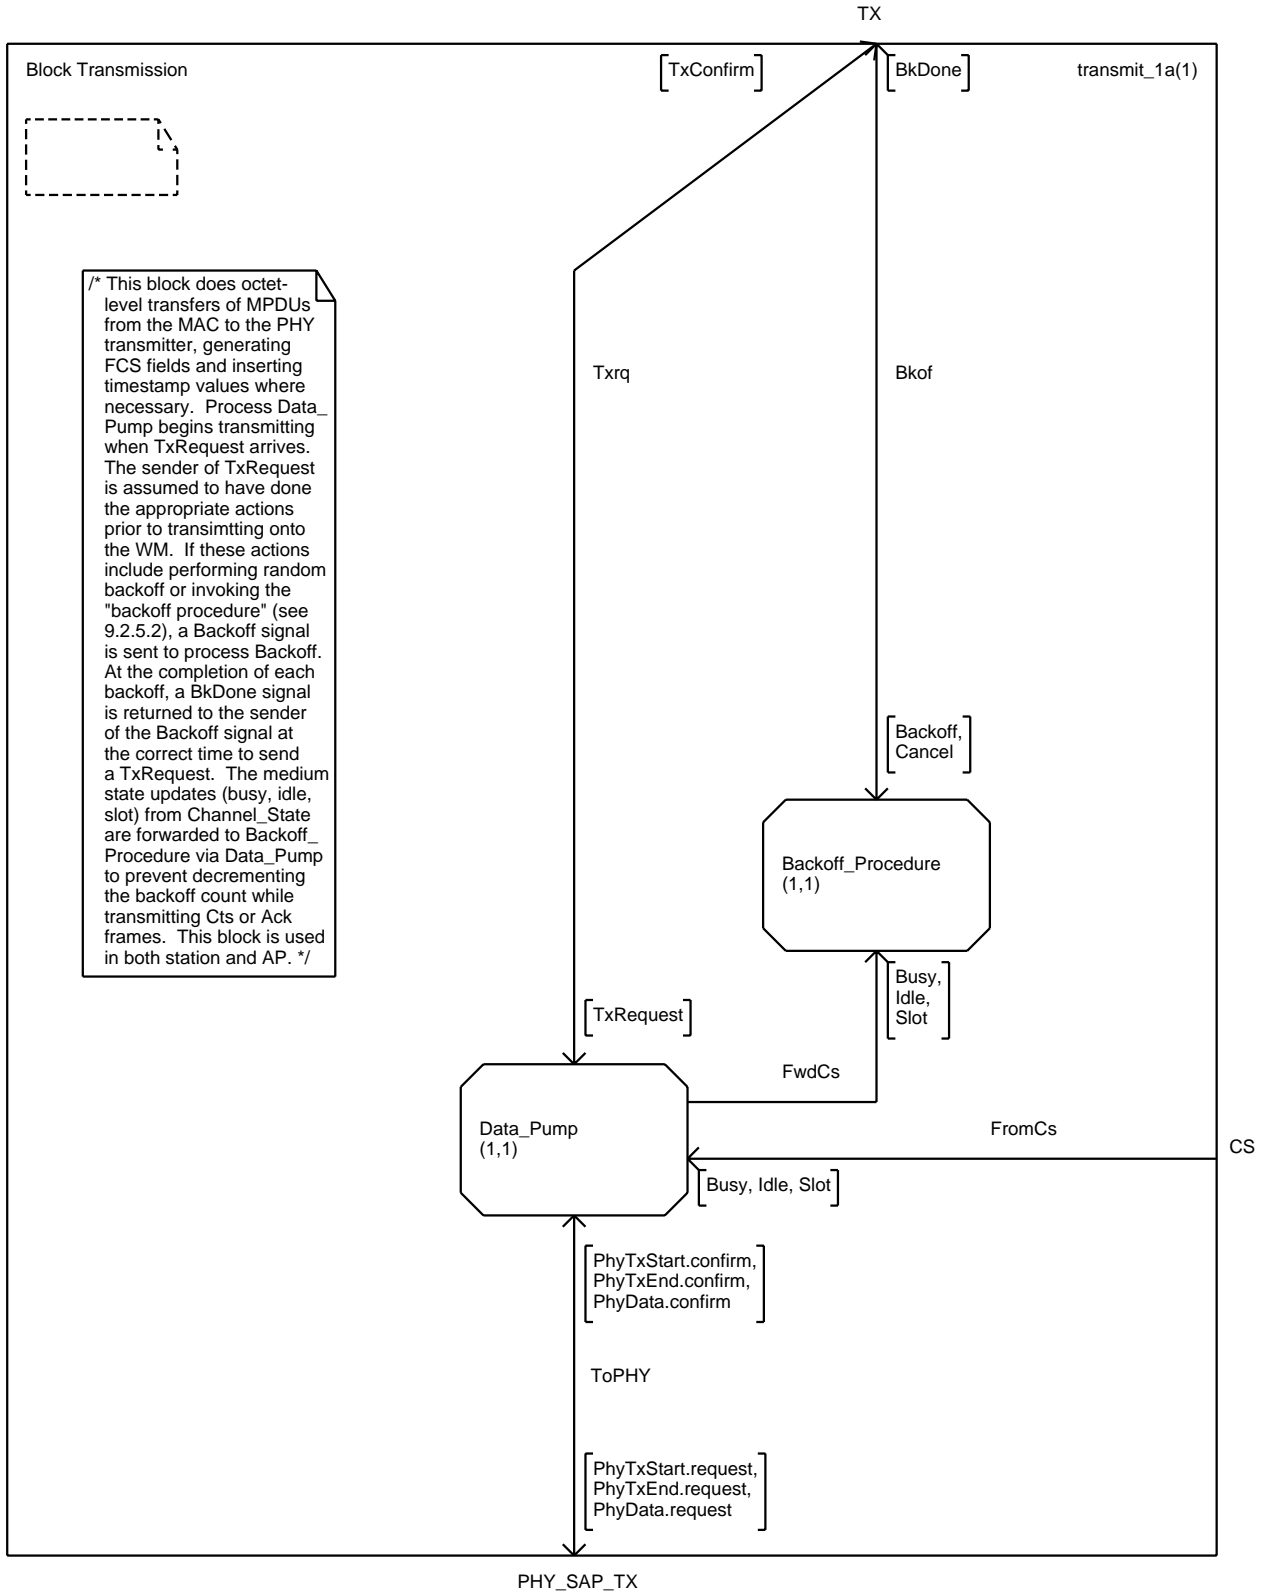 TX
Block Transmission
[TxConfirm]
[BkDone]
transmit_1a(1)
/* This block does octet-
level transfers of MPDUs
from the MAC to the PHY
transmitter, generating
FCS fields and inserting
timestamp values where
necessary.  Process Data_
Pump begins transmitting
when TxRequest arrives.
The sender of TxRequest
is assumed to have done
the appropriate actions
prior to transimtting onto
the WM.  If these actions
include performing random
backoff or invoking the
"backoff procedure" (see
9.2.5.2), a Backoff signal
is sent to process Backoff.
At the completion of each
backoff, a BkDone signal
is returned to the sender
of the Backoff signal at
the correct time to send
a TxRequest.  The medium
state updates (busy, idle,
slot) from Channel_State
are forwarded to Backoff_
Procedure via Data_Pump
to prevent decrementing
the backoff count while
transmitting Cts or Ack
frames.  This block is used
in both station and AP. */
Txrq
Bkof
Backoff,
Cancel
Backoff_Procedure
(1,1)
Busy,
Idle,
Slot
TxRequest
FwdCs
Data_Pump
(1,1)
FromCs
CS
Busy, Idle, Slot
PhyTxStart.confirm,
PhyTxEnd.confirm,
PhyData.confirm
ToPHY
PhyTxStart.request,
PhyTxEnd.request,
PhyData.request
PHY_SAP_TX